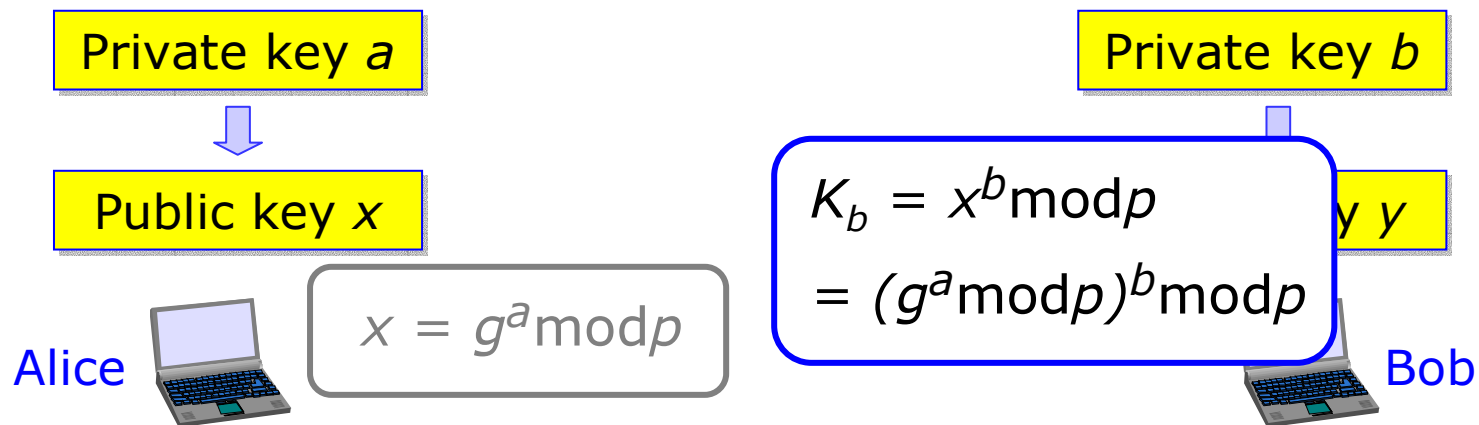 Private key a
Private key b
Public key x
y y
K_b = x^b mod p
= (g^a mod p)^b mod p
x = g^a mod p
Alice
Bob